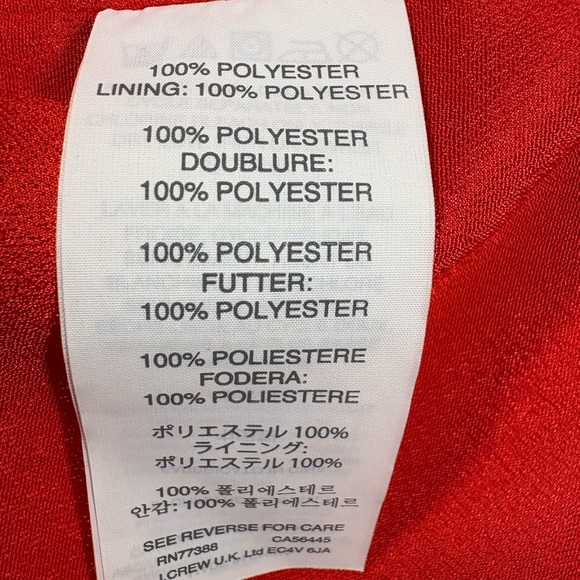 100% POLYESTER
LINING: 100% POLYESTER
100% POLYESTER
DOUBLURE:
100% POLYESTER
100% POLYESTER
FUTTER:
100% POLYESTER
100% POLIESTERE
FODERA:
100% POLIESTERE
ポリエステル 100%
ライニング:
ポリエステル 100%
100% 폴리에스테르
안감: 100% 폴리에스테르
SEE REVERSE FOR CARE
RN77388 CA56445
J.CREW U.K. Ltd EC4V 6JA